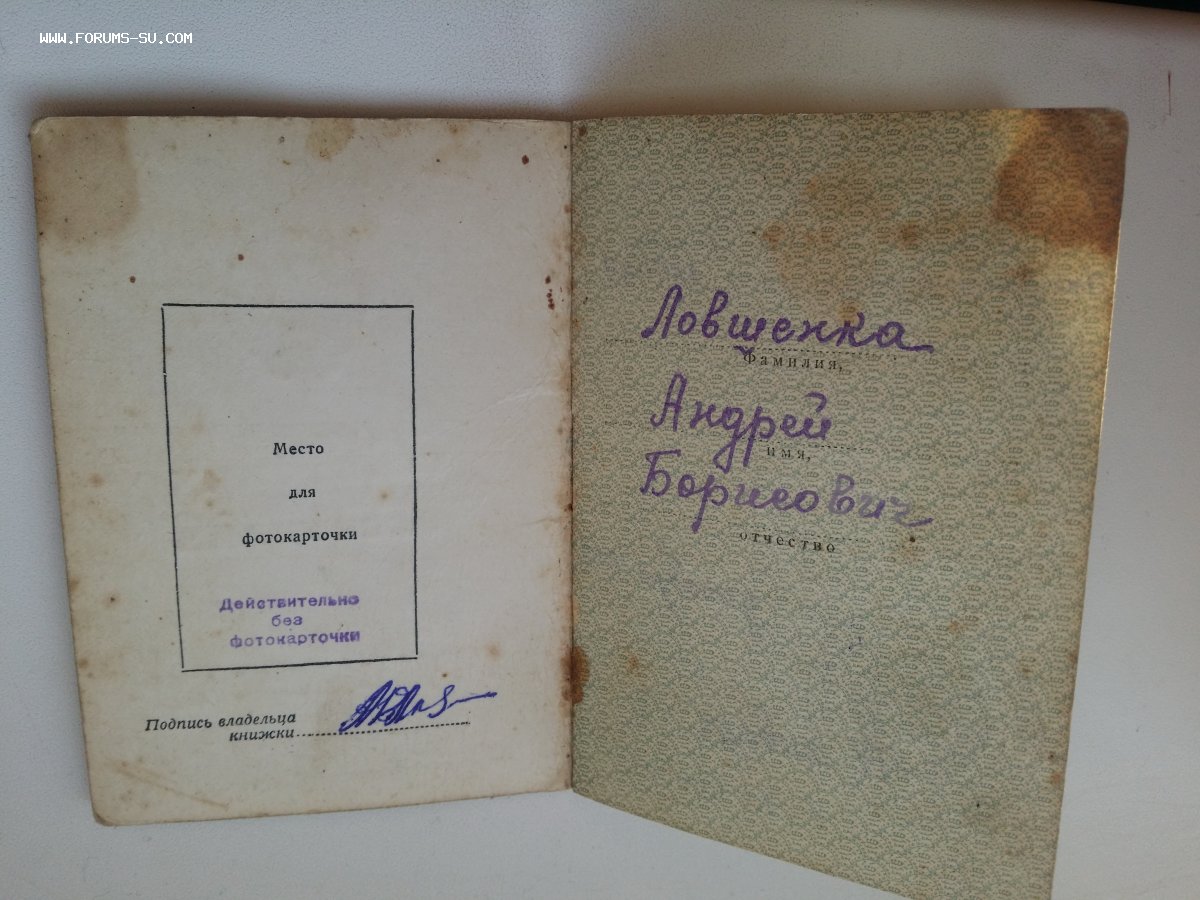 WWW.FORUMS-SU.COM
Место
для
фотокарточки
Действительно
без
фотокарточки
Подпись владельца
книжки
Ловшенка
фамилия,
Андрей
имя,
Борисович
отчество